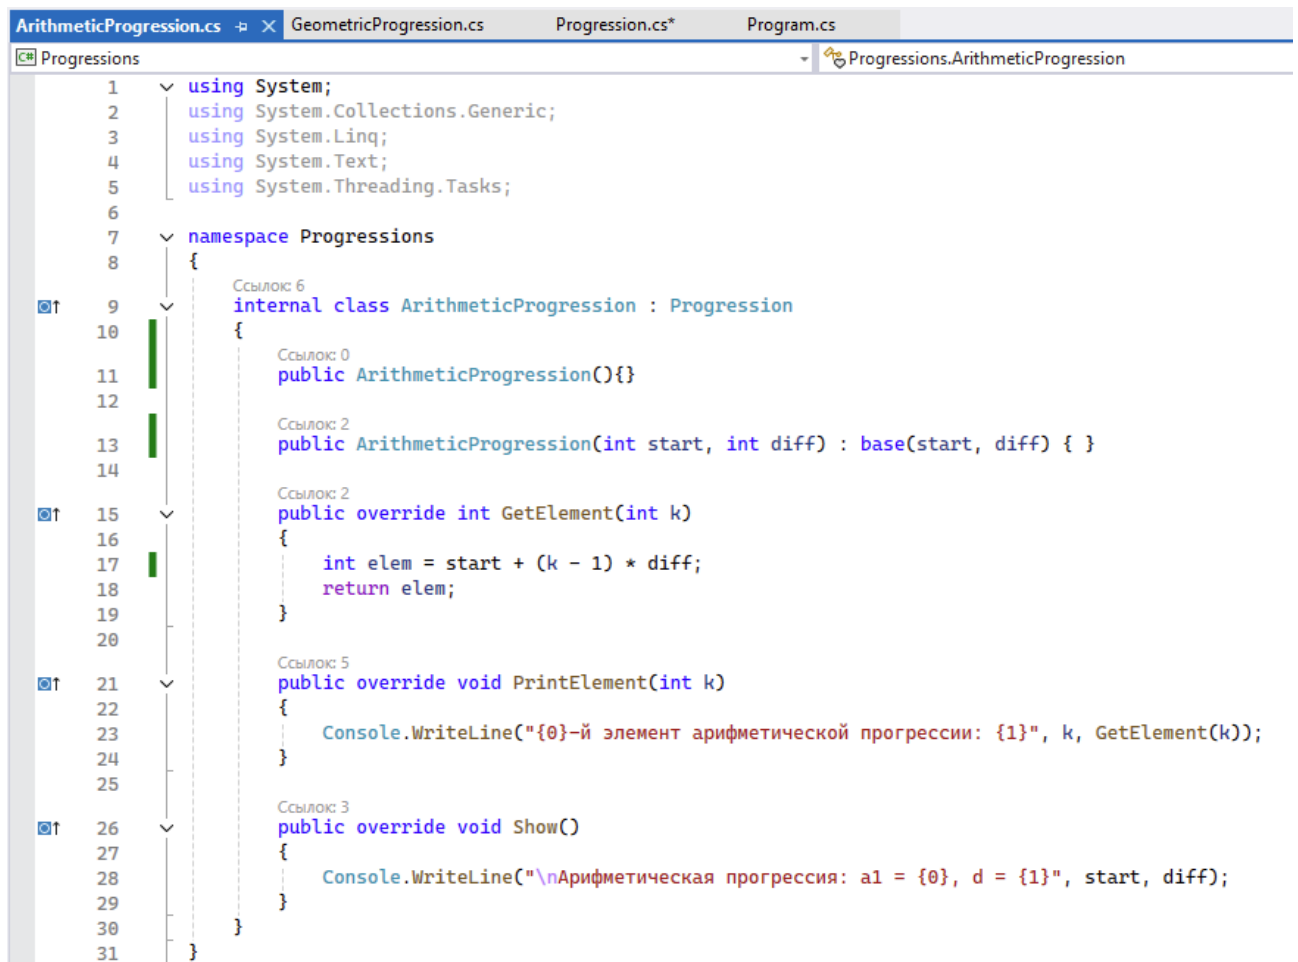 ArithmeticProgression.cs GeometricProgression.cs Progression.cs* Program.cs
C# Progressions Progressions.ArithmeticProgression
1 using System;
2 using System.Collections.Generic;
3 using System.Linq;
4 using System.Text;
5 using System.Threading.Tasks;
6
7 namespace Progressions
8 {
Ссылок: 6
9 internal class ArithmeticProgression : Progression
10 {
Ссылок: 0
11 public ArithmeticProgression(){}
12
Ссылок: 2
13 public ArithmeticProgression(int start, int diff) : base(start, diff) { }
14
Ссылок: 2
15 public override int GetElement(int k)
16 {
17 int elem = start + (k - 1) * diff;
18 return elem;
19 }
20
Ссылок: 5
21 public override void PrintElement(int k)
22 {
23 Console.WriteLine("{0}-й элемент арифметической прогрессии: {1}", k, GetElement(k));
24 }
25
Ссылок: 3
26 public override void Show()
27 {
28 Console.WriteLine("\nАрифметическая прогрессия: a1 = {0}, d = {1}", start, diff);
29 }
30 }
31 }